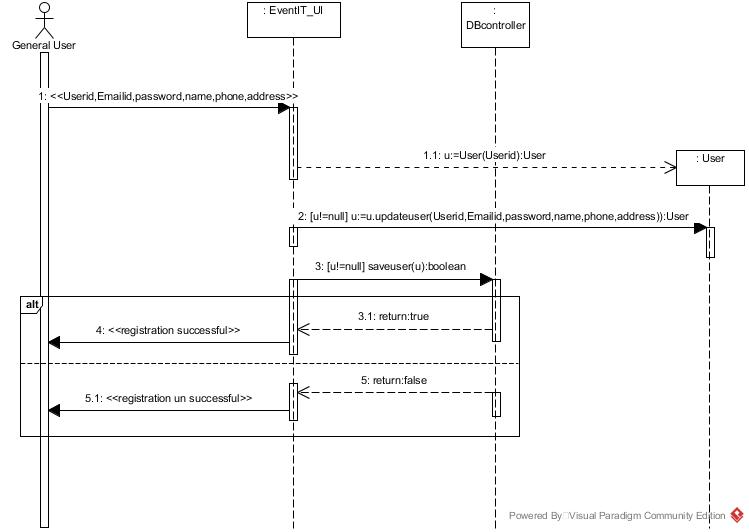 : EventIT_UI
:
DBcontroller
General User
1: <<Userid,Emailid,password,name,phone,address>>
1.1: u:=User(Userid):User
: User
2: [u!=null] u:=u.updateuser(Userid,Emailid,password,name,phone,address)):User
3: [u!=null] saveuser(u):boolean
alt
3.1: return:true
4: <<registration successful>>
5: return:false
5.1: <<registration un successful>>
Powered By Visual Paradigm Community Edition